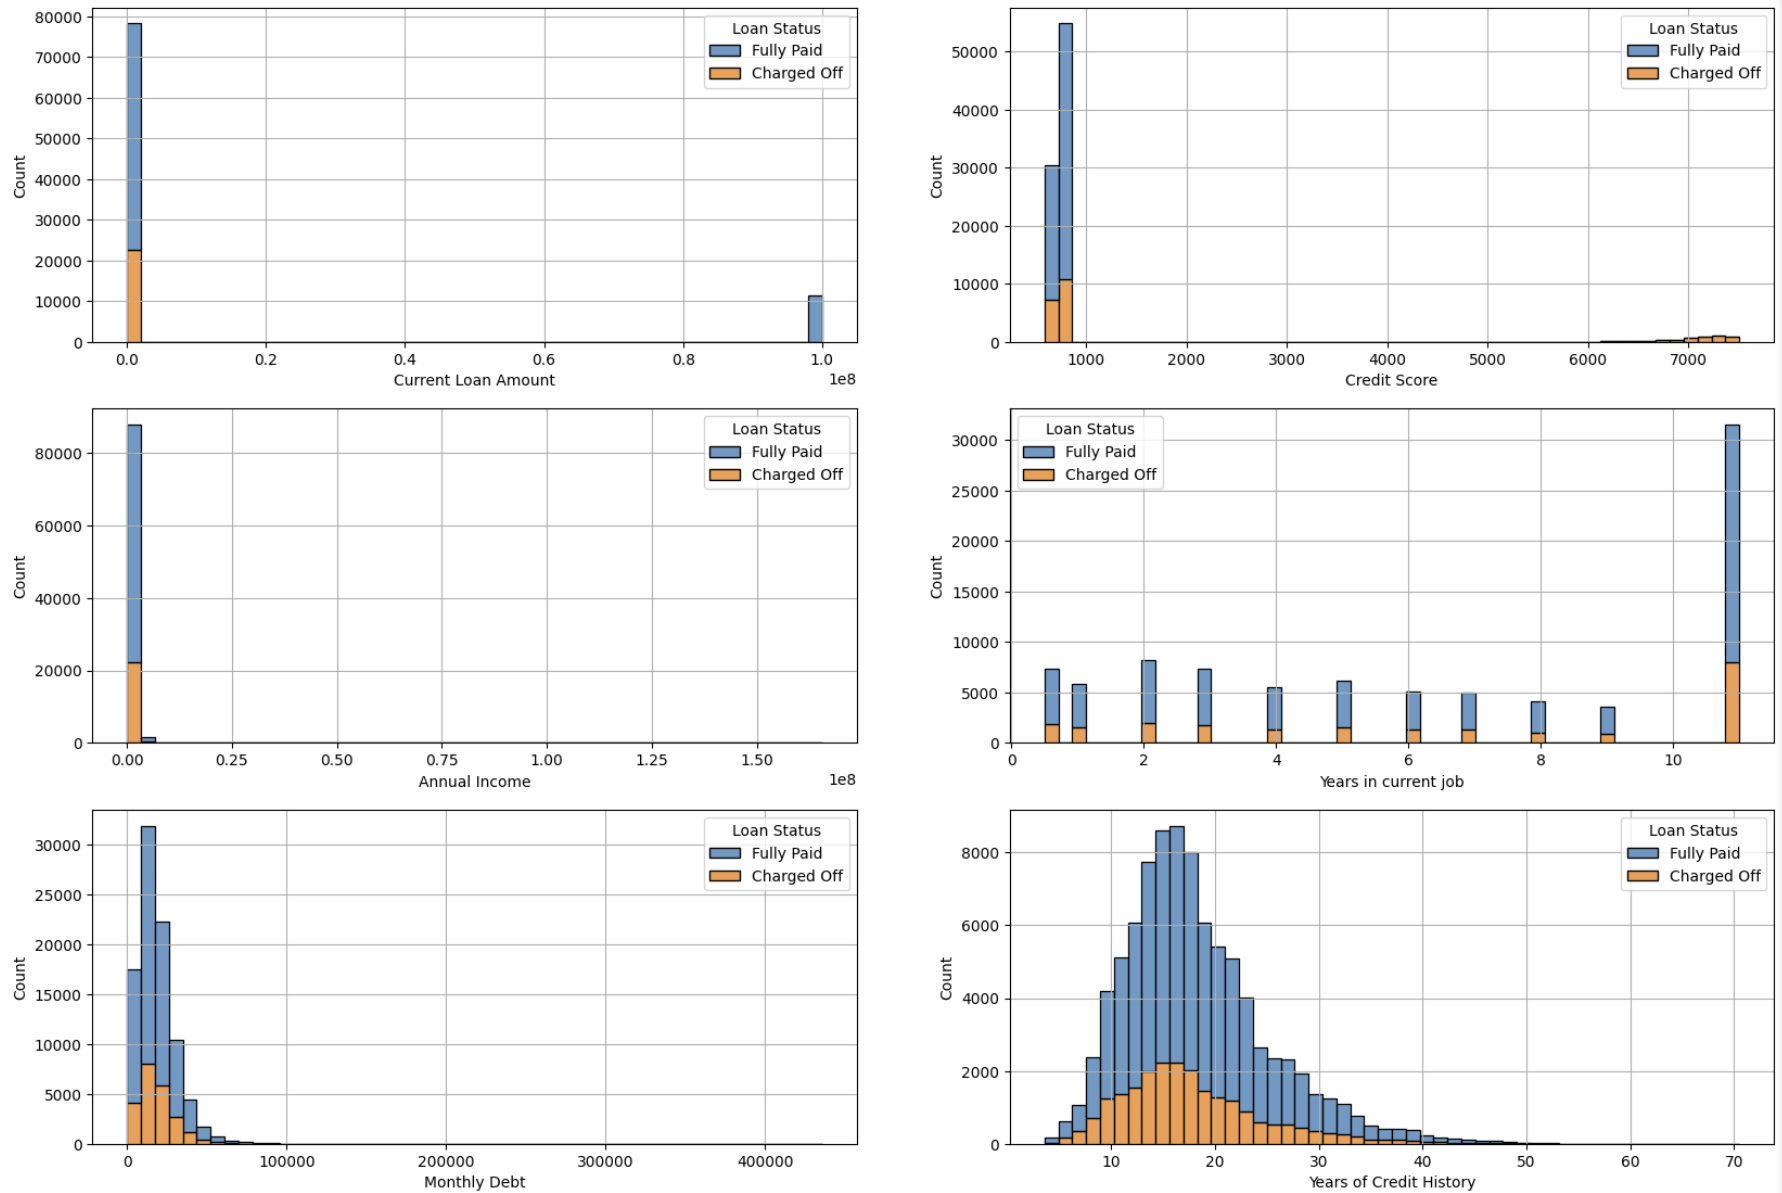 80000
70000
60000
50000
40000
30000
20000
10000
0
Count
Loan Status
Fully Paid
Charged Off
0.0 0.2 0.4 0.6 0.8 1.0
1e8
Current Loan Amount
50000
40000
30000
20000
10000
0
Count
Loan Status
Fully Paid
Charged Off
1000 2000 3000 4000 5000 6000 7000
Credit Score
80000
60000
40000
20000
0
Count
Loan Status
Fully Paid
Charged Off
0.00 0.25 0.50 0.75 1.00 1.25 1.50
1e8
Annual Income
30000
25000
20000
15000
10000
5000
0
Count
Loan Status
Fully Paid
Charged Off
0 2 4 6 8 10
Years in current job
30000
25000
20000
15000
10000
5000
0
Count
Loan Status
Fully Paid
Charged Off
0 100000 200000 300000 400000
Monthly Debt
8000
6000
4000
2000
0
Count
Loan Status
Fully Paid
Charged Off
10 20 30 40 50 60 70
Years of Credit History